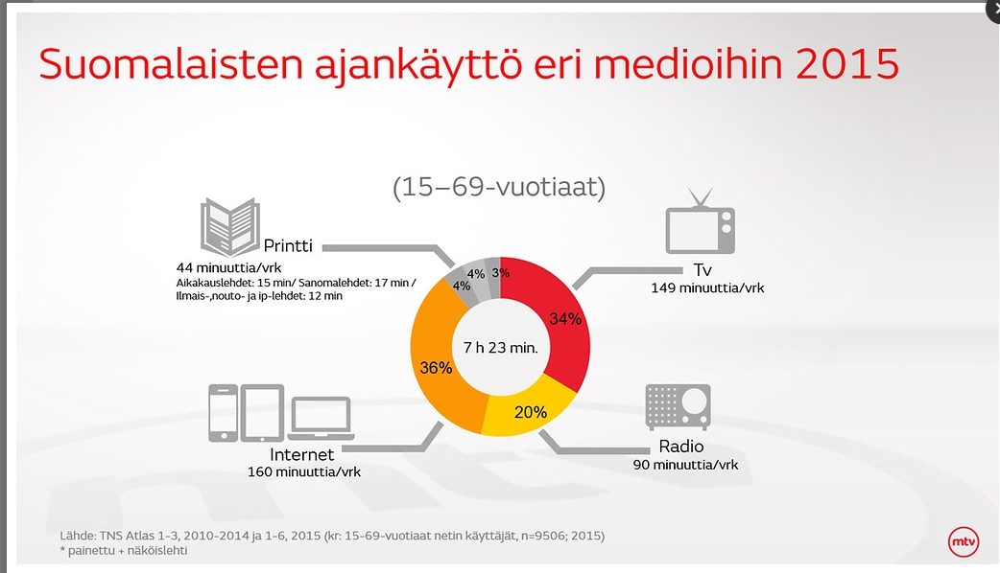 Suomalaisten ajankäyttö eri medioihin 2015
(15–69-vuotiaat)
Printti
44 minuuttia/vrk
Aikakauslehdet: 15 min/ Sanomalehdet: 17 min /
Ilmais-,nouto- ja ip-lehdet: 12 min
Tv
149 minuuttia/vrk
4%
4%
3%
34%
7 h 23 min.
36%
20%
Internet
160 minuuttia/vrk
Radio
90 minuuttia/vrk
Lähde: TNS Atlas 1-3, 2010-2014 ja 1-6, 2015 (kr: 15-69-vuotiaat netin käyttäjät, n=9506; 2015)
* painettu + näköislehti
mtv